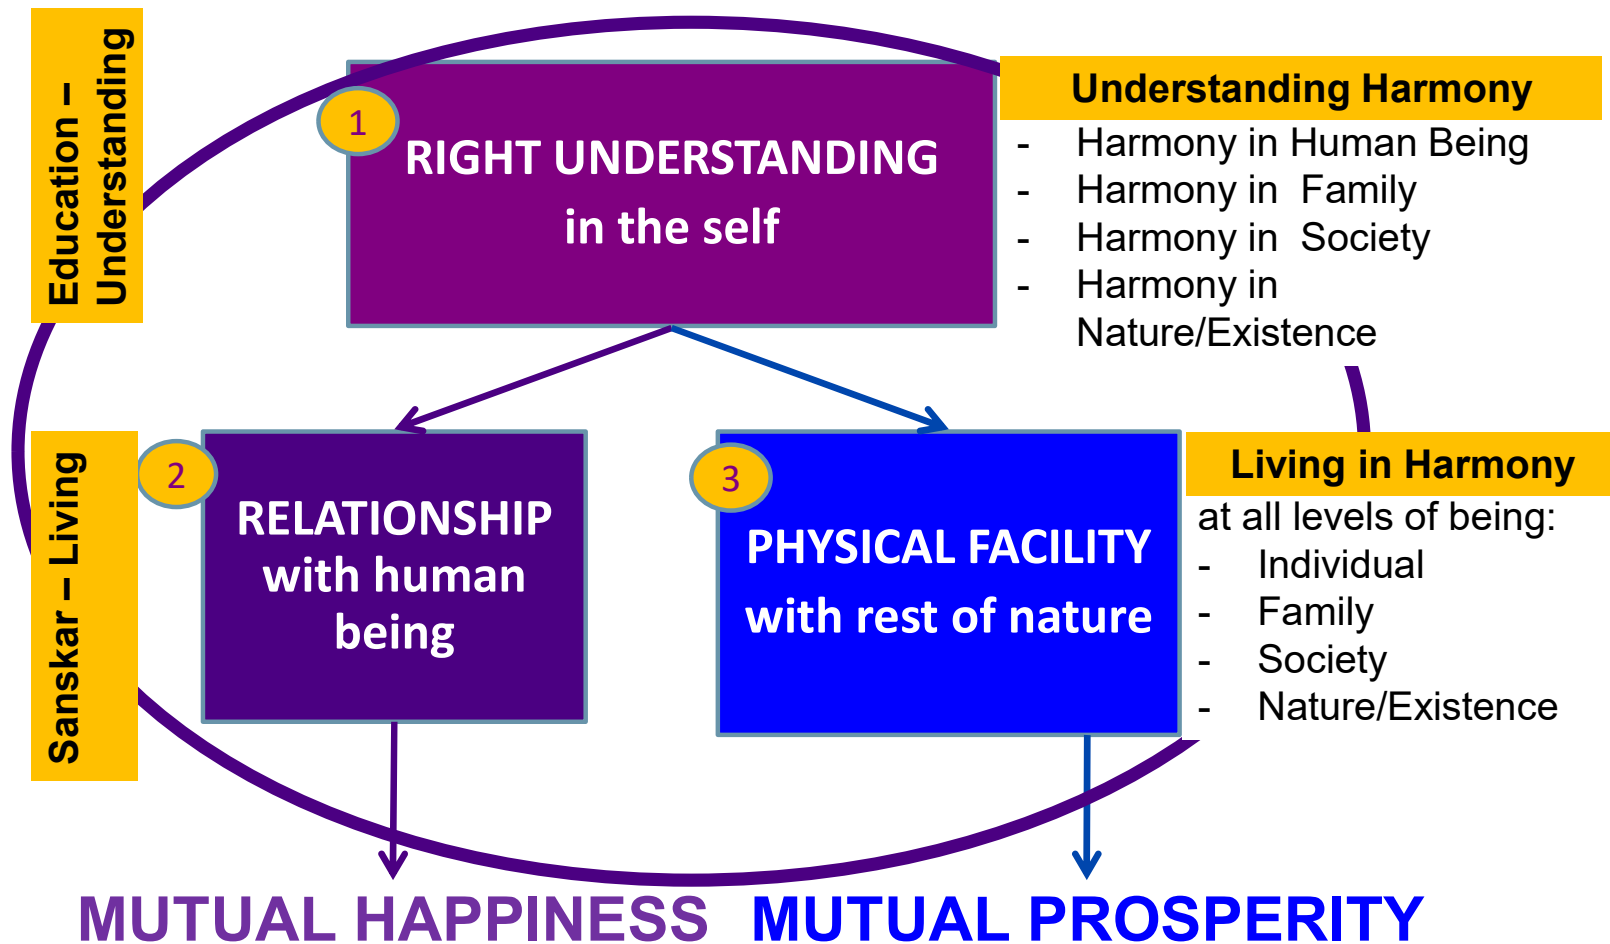 Education –
Understanding
1
RIGHT UNDERSTANDING
in the self
Understanding Harmony
- Harmony in Human Being
- Harmony in Family
- Harmony in Society
- Harmony in
Nature/Existence
Sanskar – Living
2
RELATIONSHIP
with human
being
3
PHYSICAL FACILITY
with rest of nature
Living in Harmony
at all levels of being:
- Individual
- Family
- Society
- Nature/Existence
MUTUAL HAPPINESS
MUTUAL PROSPERITY